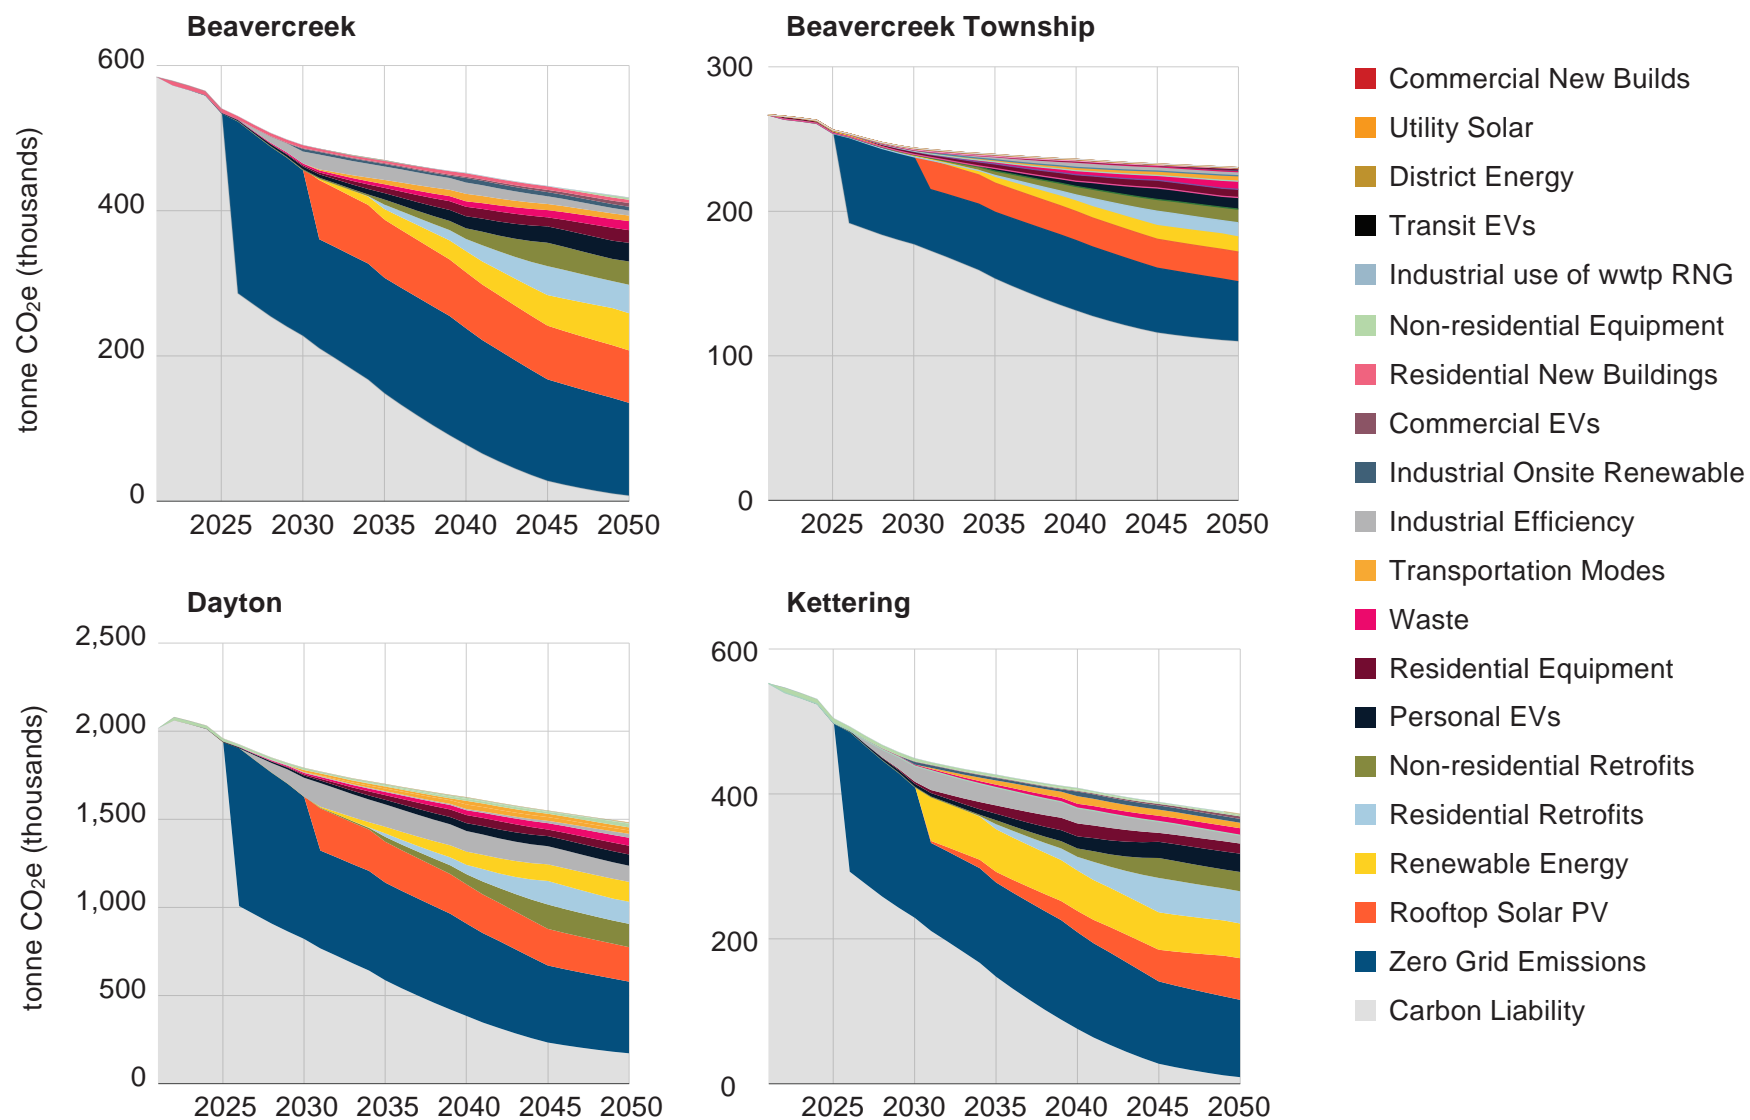 Beavercreek
tonne CO₂e (thousands)
600
400
200
0
2025 2030 2035 2040 2045 2050
Beavercreek Township
300
200
100
0
2025 2030 2035 2040 2045 2050
Dayton
tonne CO₂e (thousands)
2,500
2,000
1,500
1,000
500
0
2025 2030 2035 2040 2045 2050
Kettering
600
400
200
0
2025 2030 2035 2040 2045 2050
Commercial New Builds
Utility Solar
District Energy
Transit EVs
Industrial use of wwtp RNG
Non-residential Equipment
Residential New Buildings
Commercial EVs
Industrial Onsite Renewable
Industrial Efficiency
Transportation Modes
Waste
Residential Equipment
Personal EVs
Non-residential Retrofits
Residential Retrofits
Renewable Energy
Rooftop Solar PV
Zero Grid Emissions
Carbon Liability